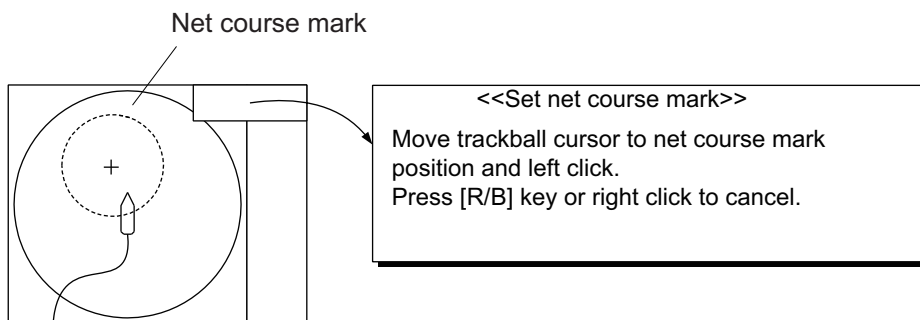 Net course mark
<<Set net course mark>>
Move trackball cursor to net course mark
position and left click.
Press [R/B] key or right click to cancel.